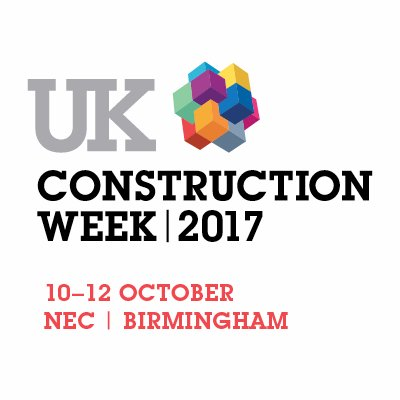 UK
CONSTRUCTION
WEEK | 2017
10–12 OCTOBER
NEC | BIRMINGHAM